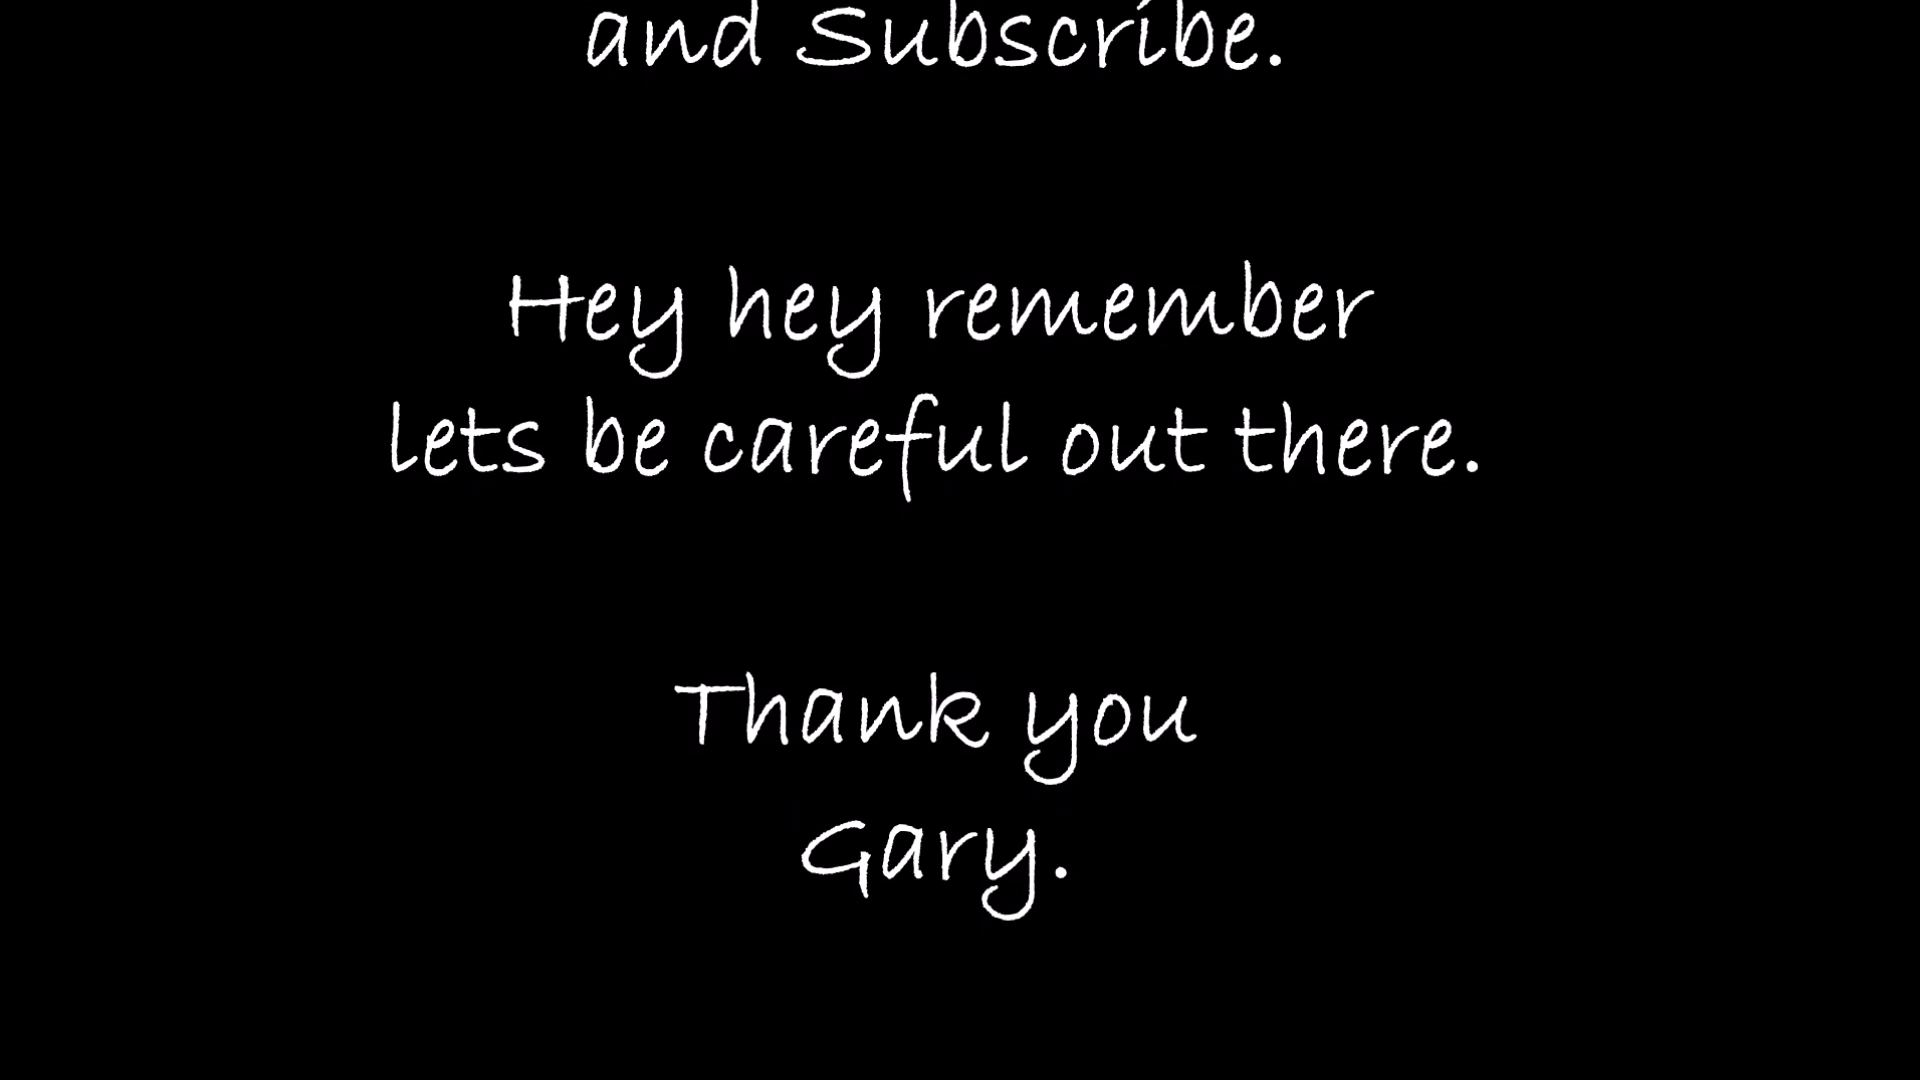 and Subscribe.
Hey hey remember
lets be careful out there.
Thank you
Gary.